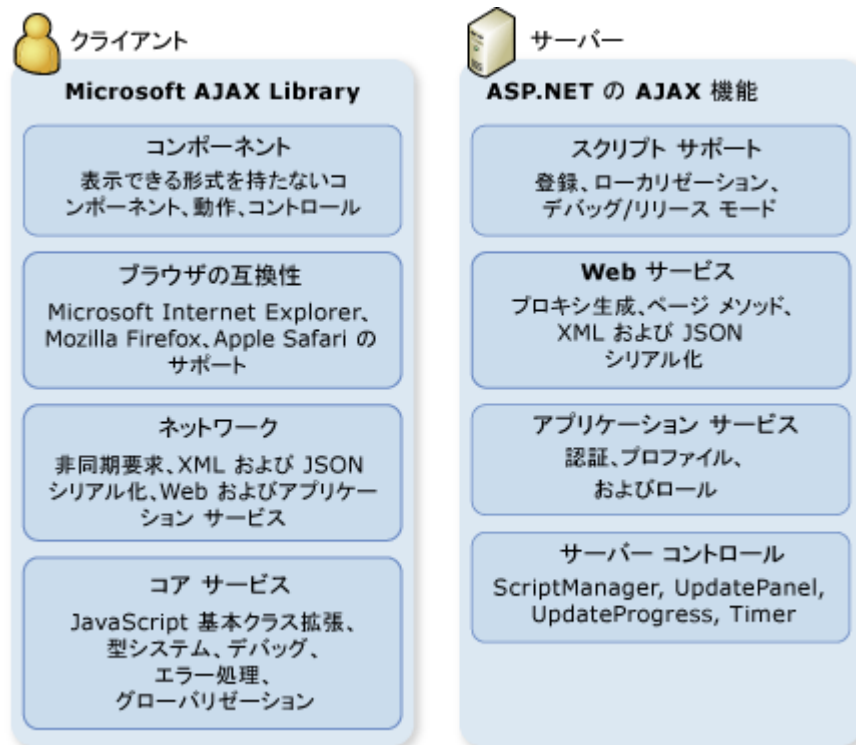 クライアント
Microsoft AJAX Library
コンポーネント
表示できる形式を持たないコ
ンポーネント、動作、コントロール
ブラウザの互換性
Microsoft Internet Explorer、
Mozilla Firefox、Apple Safari の
サポート
ネットワーク
非同期要求、XML および JSON
シリアル化、Web およびアプリケー
ション サービス
コア サービス
JavaScript 基本クラス拡張、
型システム、デバッグ、
エラー処理、
グローバリゼーション
サーバー
ASP.NET の AJAX 機能
スクリプト サポート
登録、ローカリゼーション、
デバッグ/リリース モード
Web サービス
プロキシ生成、ページ メソッド、
XML および JSON
シリアル化
アプリケーション サービス
認証、プロファイル、
およびロール
サーバー コントロール
ScriptManager, UpdatePanel,
UpdateProgress, Timer